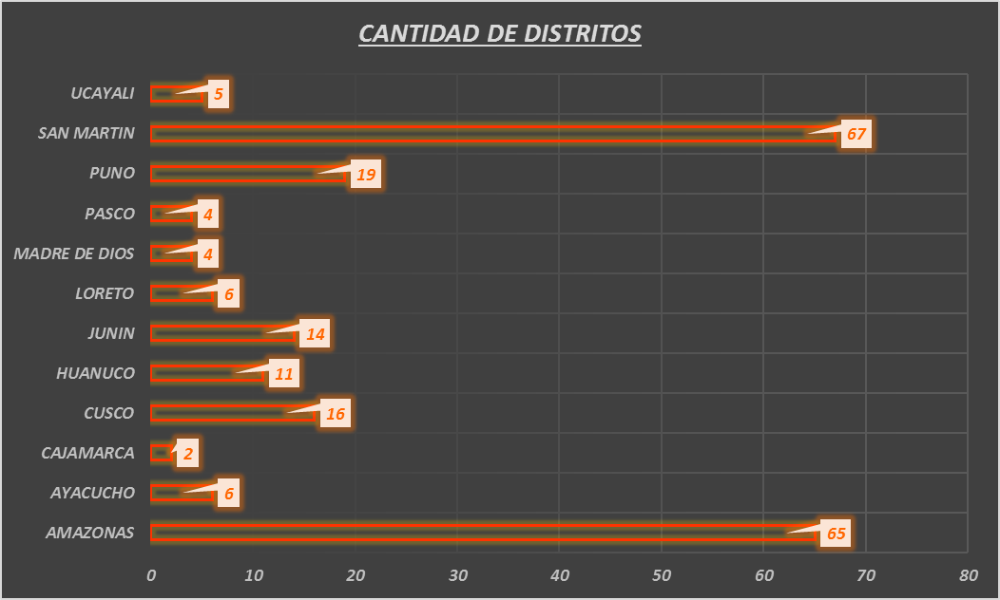 CANTIDAD DE DISTRITOS
UCAYALI 5
SAN MARTIN 67
PUNO 19
PASCO 4
MADRE DE DIOS 4
LORETO 6
JUNIN 14
HUANUCO 11
CUSCO 16
CAJAMARCA 2
AYACUCHO 6
AMAZONAS 65
0 10 20 30 40 50 60 70 80